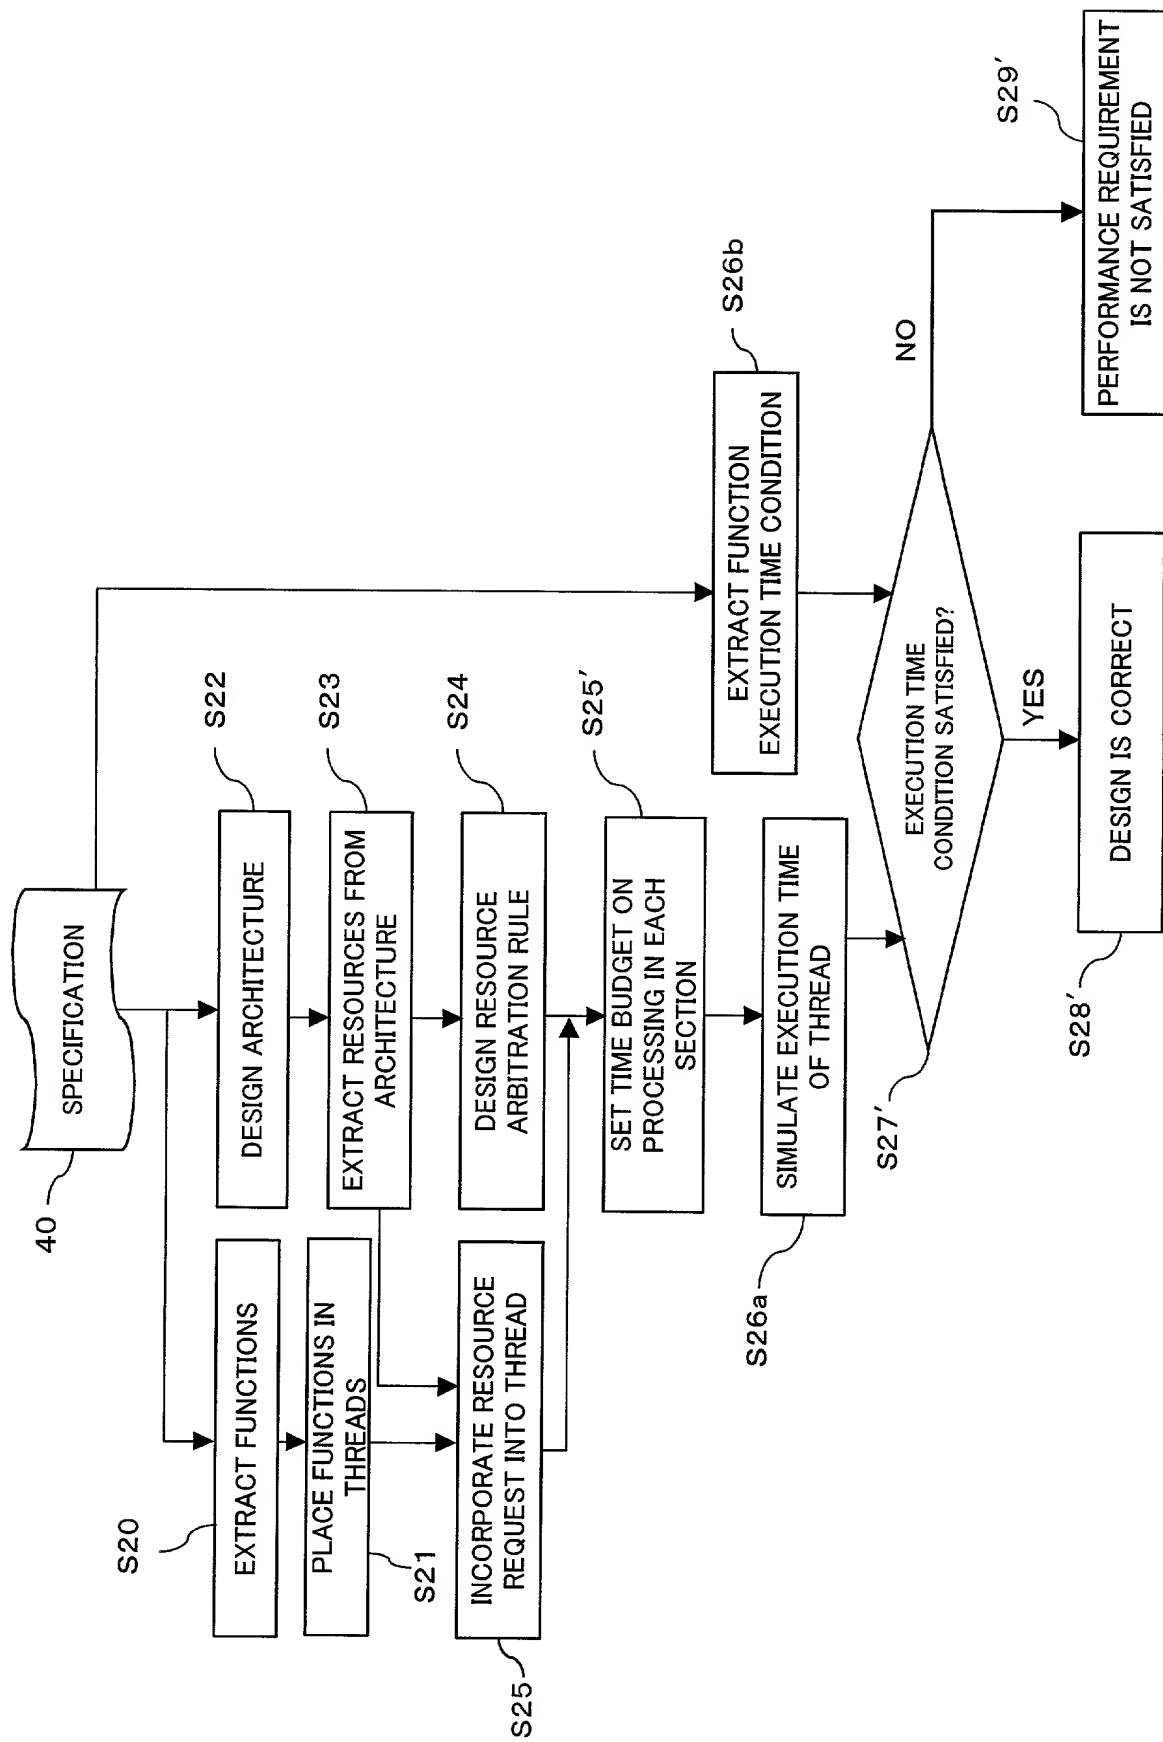 40
SPECIFICATION
S20
EXTRACT FUNCTIONS
S22
DESIGN ARCHITECTURE
S21
PLACE FUNCTIONS IN
THREADS
S23
EXTRACT RESOURCES FROM
ARCHITECTURE
S25
INCORPORATE RESOURCE
REQUEST INTO THREAD
S24
DESIGN RESOURCE
ARBITRATION RULE
S25′
SET TIME BUDGET ON
PROCESSING IN EACH
SECTION
S26a
SIMULATE EXECUTION TIME
OF THREAD
S26b
EXTRACT FUNCTION
EXECUTION TIME CONDITION
S27′
EXECUTION TIME
CONDITION SATISFIED?
NO
YES
S28′
DESIGN IS CORRECT
S29′
PERFORMANCE REQUIREMENT
IS NOT SATISFIED